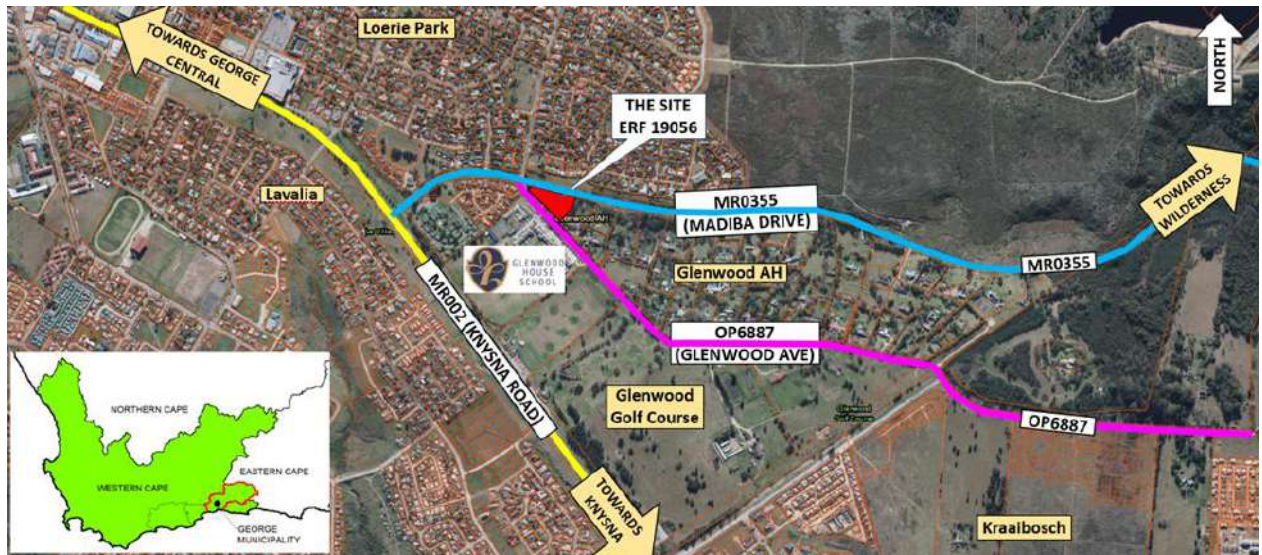 Loerie Park
TOWARDS GEORGE
CENTRAL
NORTH
THE SITE
ERF 19056
Lavalia
MR0355
(MADIBA DRIVE)
TOWARDS
WILDERNESS
MR0355
GLENWOOD
HOUSE
SCHOOL
Glenwood AH
MR002 (KNYSNA ROAD)
OP6887
(GLENWOOD AVE)
Glenwood
Golf Course
OP6887
TOWARDS
KNYSNA
Kraaibosch
NORTHERN CAPE
EASTERN CAPE
WESTERN CAPE
GEORGE
MUNICIPALITY